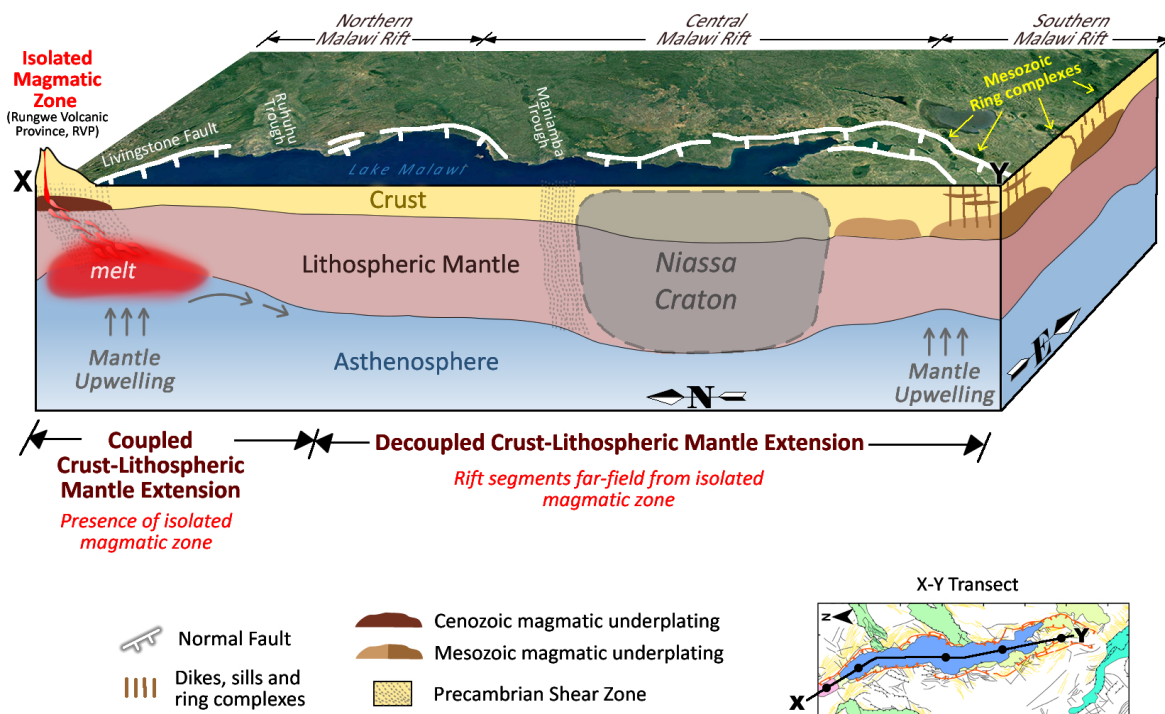 Northern
Malawi Rift
Central
Malawi Rift
Southern
Malawi Rift
Isolated
Magmatic
Zone
(Rungwe Volcanic
Province, RVP)
Mesozoic
Ring complexes
Livingstone Fault
Ruhuhu
Trough
Maniamba
Trough
Lake Malawi
X
Y
Crust
melt
Lithospheric Mantle
Niassa
Craton
Mantle
Upwelling
Asthenosphere
Mantle
Upwelling
E
N
Coupled
Crust-Lithospheric
Mantle Extension
Decoupled Crust-Lithospheric Mantle Extension
Presence of isolated
magmatic zone
Rift segments far-field from isolated
magmatic zone
X-Y Transect
Normal Fault
Dikes, sills and
ring complexes
Cenozoic magmatic underplating
Mesozoic magmatic underplating
Precambrian Shear Zone
N
Y
X